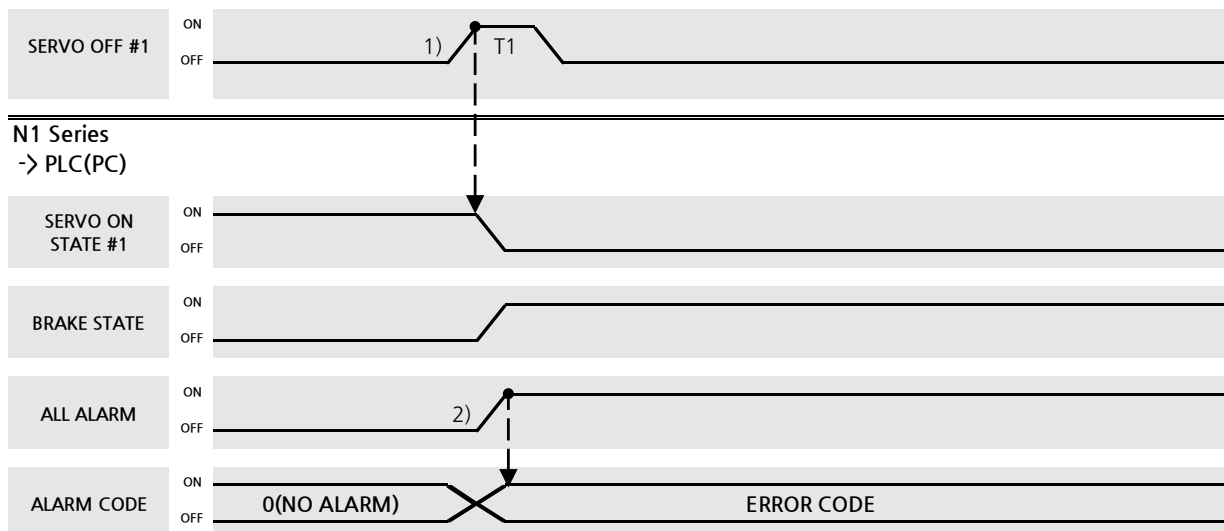 SERVO OFF #1
ON
OFF
1)
T1
N1 Series
-> PLC(PC)
SERVO ON
STATE #1
ON
OFF
BRAKE STATE
ON
OFF
ALL ALARM
ON
OFF
2)
ALARM CODE
ON
OFF
0(NO ALARM)
ERROR CODE